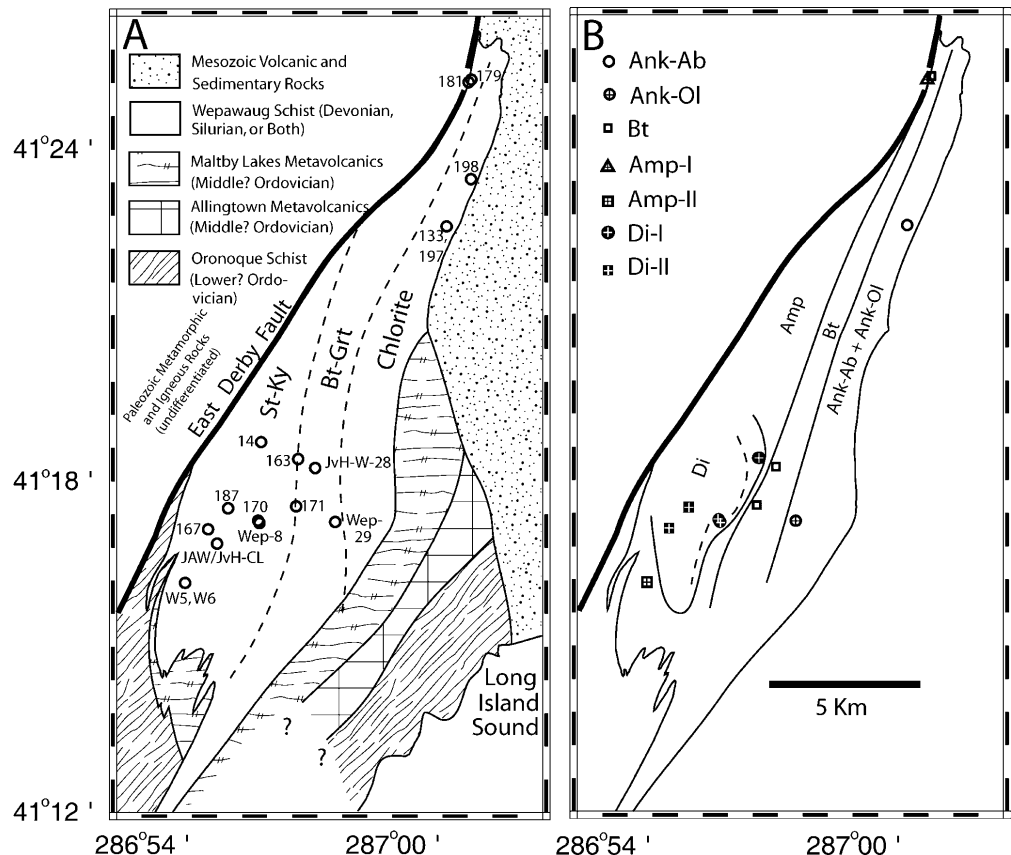 A
Mesozoic Volcanic and
Sedimentary Rocks
Wepawaug Schist (Devonian,
Silurian, or Both)
Maltby Lakes Metavolcanics
(Middle? Ordovician)
Allingtown Metavolcanics
(Middle? Ordovician)
Oronoque Schist
(Lower? Ordo-
vician)
Paleozoic Metamorphic
and Igneous Rocks
(undifferentiated)
East Derby Fault
St-Ky
Bt-Grt
Chlorite
181
179
198
133,
197
14
163
JvH-W-28
187
170
171
Wep-
29
167
Wep-8
JAW/JvH-CL
W5,W6
Long
Island
Sound
?
?
41°24 '
41°18 '
41°12 '
286°54 '
287°00 '
B
Ank-Ab
Ank-Ol
Bt
Amp-I
Amp-II
Di-I
Di-II
Amp
Bt
Ank-Ab + Ank-Ol
Di
5 Km
286°54 '
287°00 '